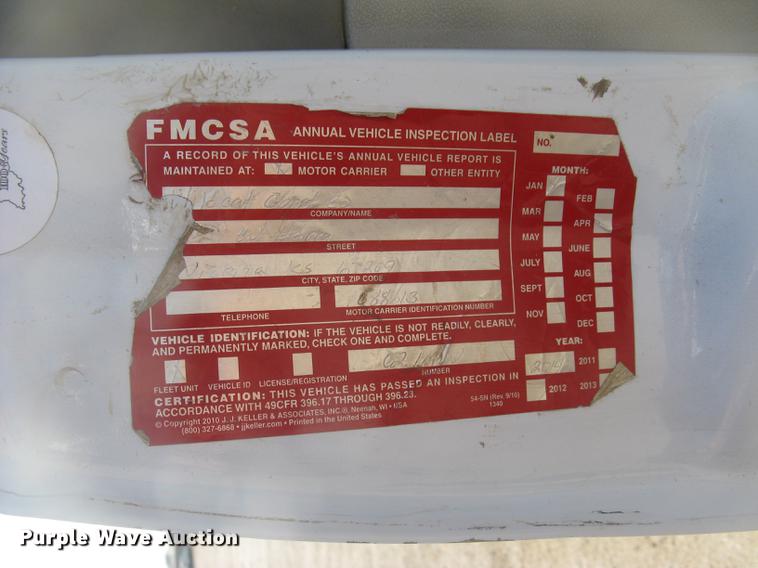 100 Years
FMCSA ANNUAL VEHICLE INSPECTION LABEL
NO.
A RECORD OF THIS VEHICLE'S ANNUAL VEHICLE REPORT IS
MAINTAINED AT: MOTOR CARRIER OTHER ENTITY
COMPANY/NAME
STREET
KS
CITY, STATE, ZIP CODE
TELEPHONE MOTOR CARRIER IDENTIFICATION NUMBER
MONTH:
JAN FEB
MAR APR
MAY JUNE
JULY AUG
SEPT OCT
NOV DEC
VEHICLE IDENTIFICATION: IF THE VEHICLE IS NOT READILY, CLEARLY,
AND PERMANENTLY MARKED, CHECK ONE AND COMPLETE.
X
FLEET UNIT VEHICLE ID LICENSE/REGISTRATION NUMBER
YEAR:
2014 2011
2012 2013
CERTIFICATION: THIS VEHICLE HAS PASSED AN INSPECTION IN
ACCORDANCE WITH 49CFR 396.17 THROUGH 396.23.
© Copyright 2010 J. J. KELLER & ASSOCIATES, INC.®, Neenah, WI • USA
(800) 327-6868 • jjkeller.com • Printed in the United States
54-SN (Rev. 9/10)
1340
Purple Wave Auction